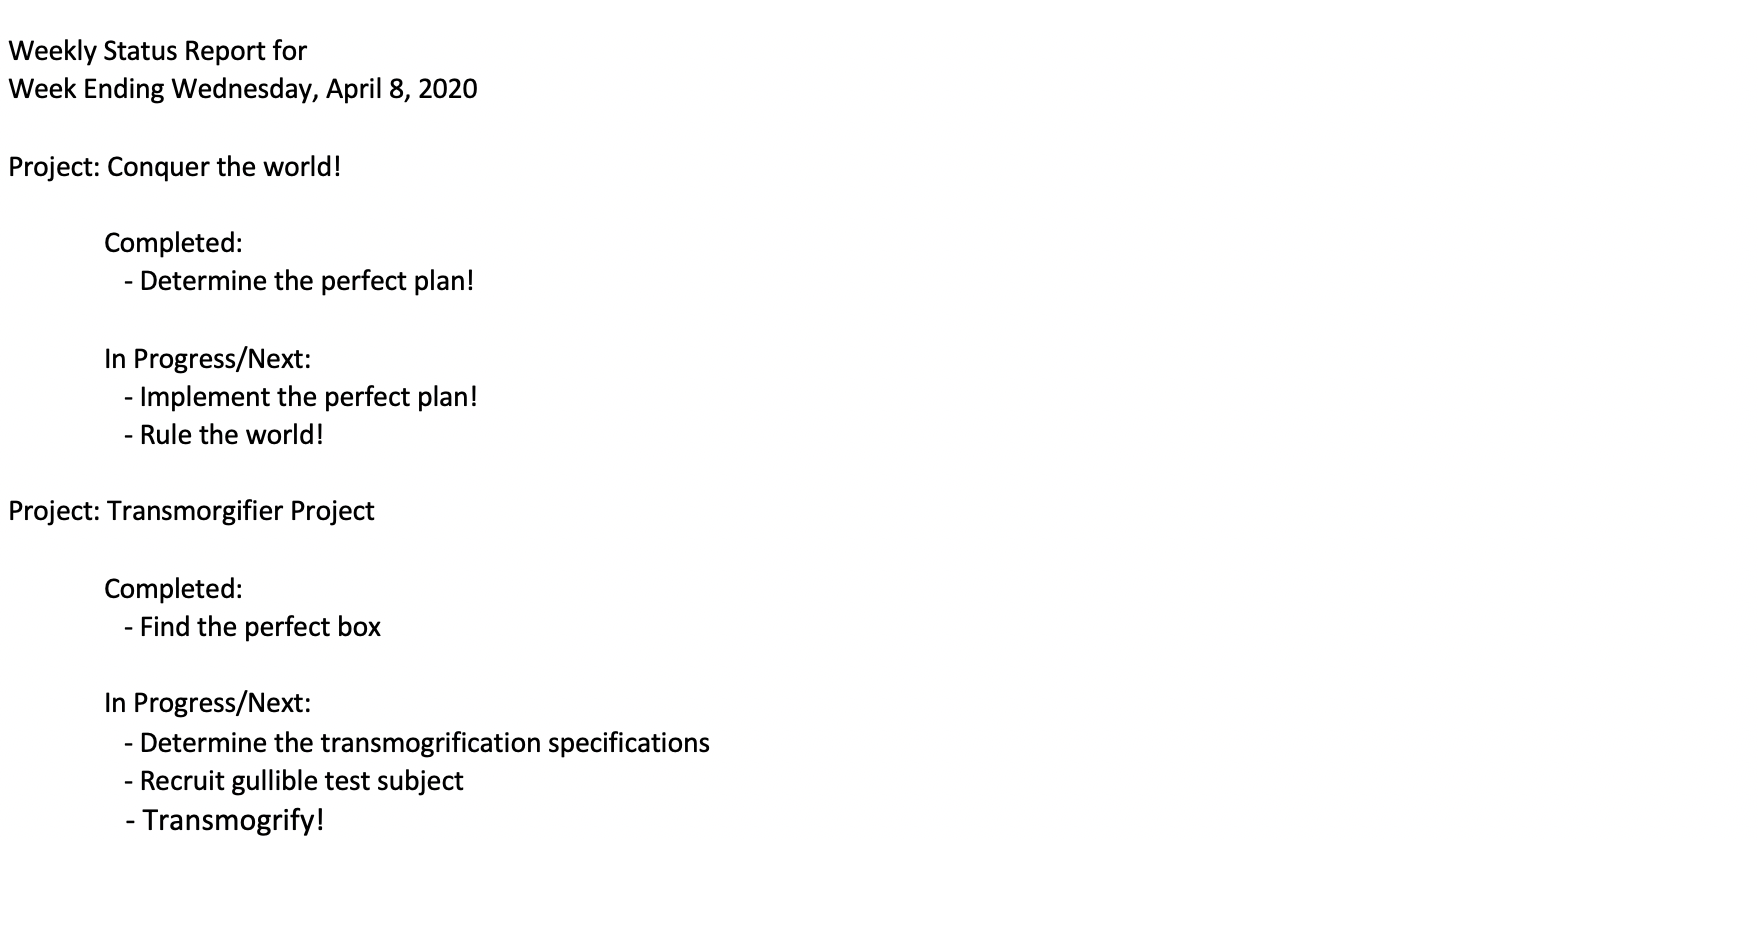 Weekly Status Report for
Week Ending Wednesday, April 8, 2020
Project: Conquer the world!
Completed:
- Determine the perfect plan!
In Progress/Next:
- Implement the perfect plan!
- Rule the world!
Project: Transmorgifier Project
Completed:
- Find the perfect box
In Progress/Next:
- Determine the transmogrification specifications
- Recruit gullible test subject
- Transmogrify!